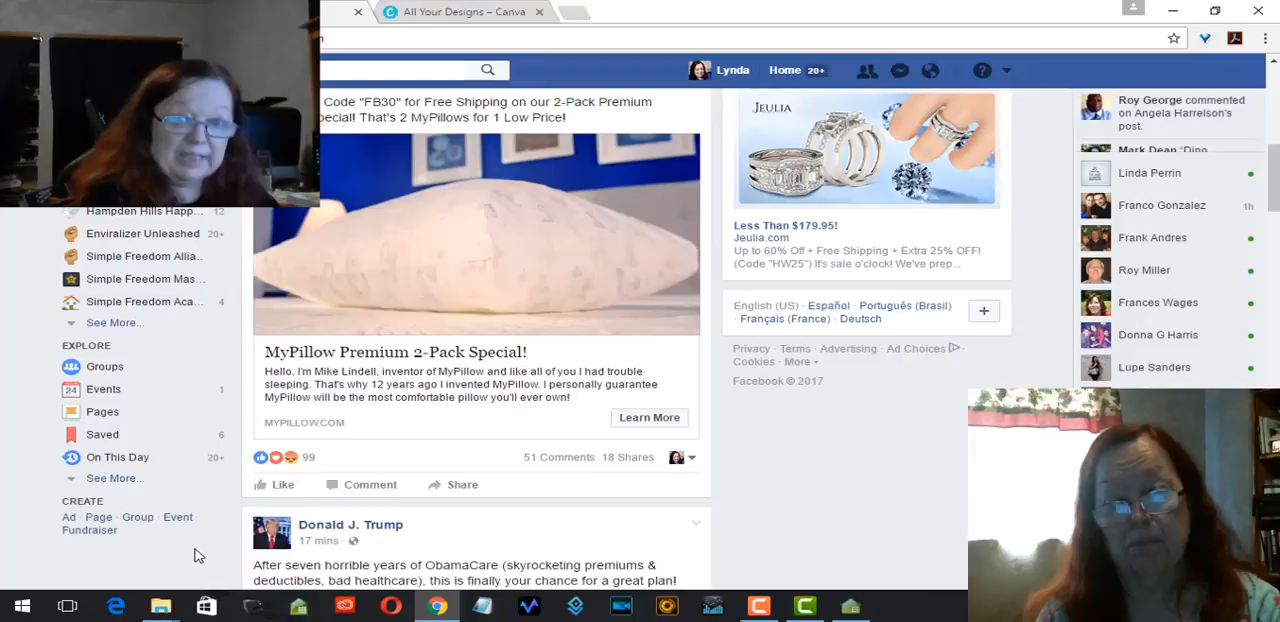 All Your Designs – Canva
Lynda
Home 20+
Code "FB30" for Free Shipping on our 2-Pack Premium
pecial! That's 2 MyPillows for 1 Low Price!
MyPillow Premium 2-Pack Special!
Hello. I'm Mike Lindell, inventor of MyPillow and like all of you I had trouble
sleeping. That's why 12 years ago I invented MyPillow. I personally guarantee
MyPillow will be the most comfortable pillow you'll ever own!
MYPILLOW.COM
Learn More
99
51 Comments 18 Shares
Like Comment Share
Donald J. Trump
17 mins
After seven horrible years of ObamaCare (skyrocketing premiums &
deductibles, bad healthcare), this is finally your chance for a great plan!
Hampden Hills Happ... 12
Enviralizer Unleashed 20+
Simple Freedom Allia...
Simple Freedom Mas...
Simple Freedom Aca... 4
See More...
EXPLORE
Groups
24 Events 1
Pages
Saved 6
On This Day 20+
See More...
CREATE
Ad · Page · Group · Event ·
Fundraiser
JEULIA
Less Than $179.95!
Jeulia.com
Up to 60% Off + Free Shipping + Extra 25% OFF!
(Code "HW25") It's sale o'clock! We've prep...
English (US) · Español · Português (Brasil)
· Français (France) · Deutsch
Privacy · Terms · Advertising · Ad Choices ·
Cookies · More
Facebook © 2017
Roy George commented
on Angela Harrelson's
post.
Mark Dean "Dino
Linda Perrin
Franco Gonzalez 1h
Frank Andres
Roy Miller
Frances Wages
Donna G Harris
Lupe Sanders